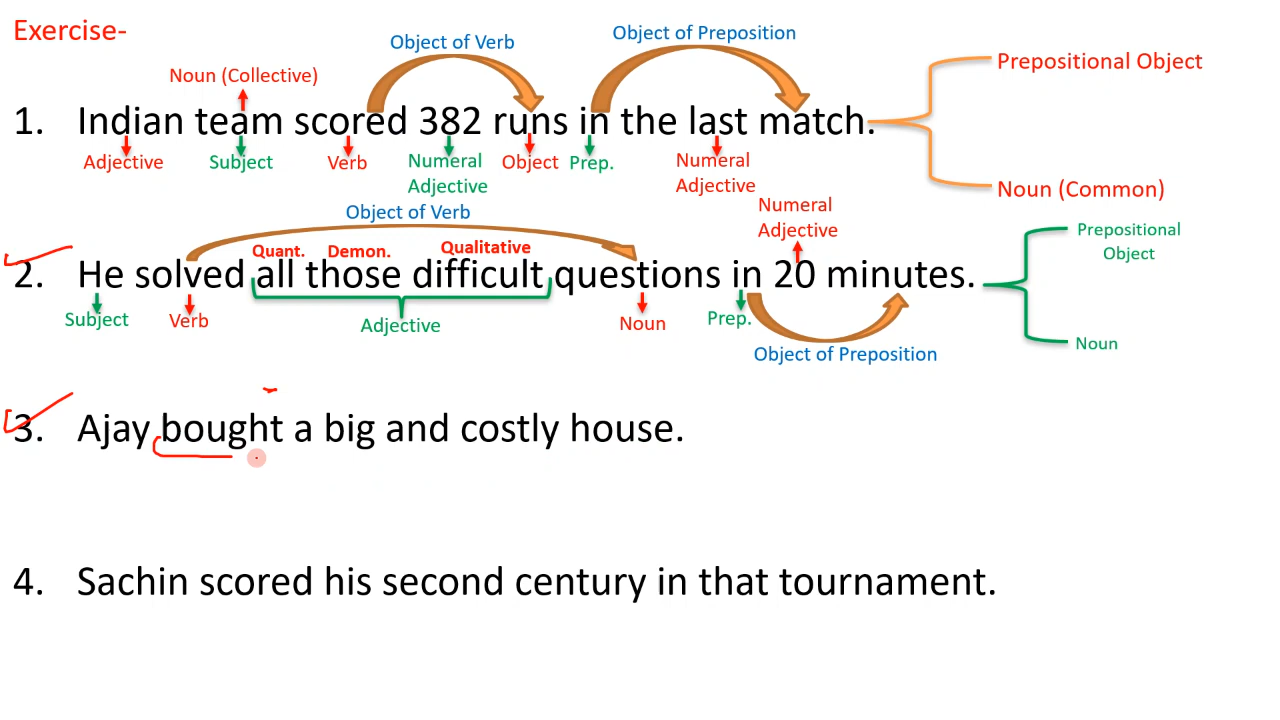 Exercise-
Object of Verb
Object of Preposition
Noun (Collective)
Prepositional Object
1. Indian team scored 382 runs in the last match.
Adjective Subject Verb Numeral Adjective Object Prep. Numeral Adjective
Noun (Common)
Object of Verb
Numeral Adjective
Quant. Demon. Qualitative
Prepositional Object
2. He solved all those difficult questions in 20 minutes.
Subject Verb Adjective Noun Prep.
Noun
Object of Preposition
3. Ajay bought a big and costly house.
4. Sachin scored his second century in that tournament.